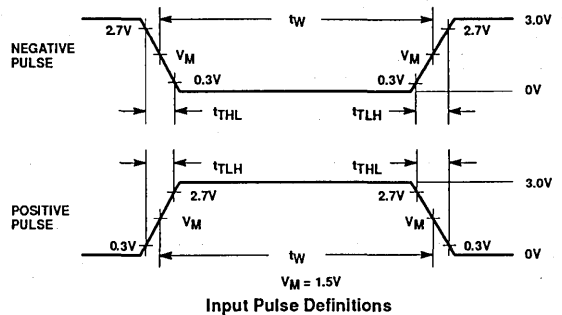 tW
3.0V
2.7V
2.7V
NEGATIVE
PULSE
VM
VM
0.3V
0.3V
0V
tTHL
tTLH
tTLH
tTHL
3.0V
2.7V
2.7V
POSITIVE
PULSE
VM
VM
0.3V
0.3V
tW
0V
VM = 1.5V
Input Pulse Definitions